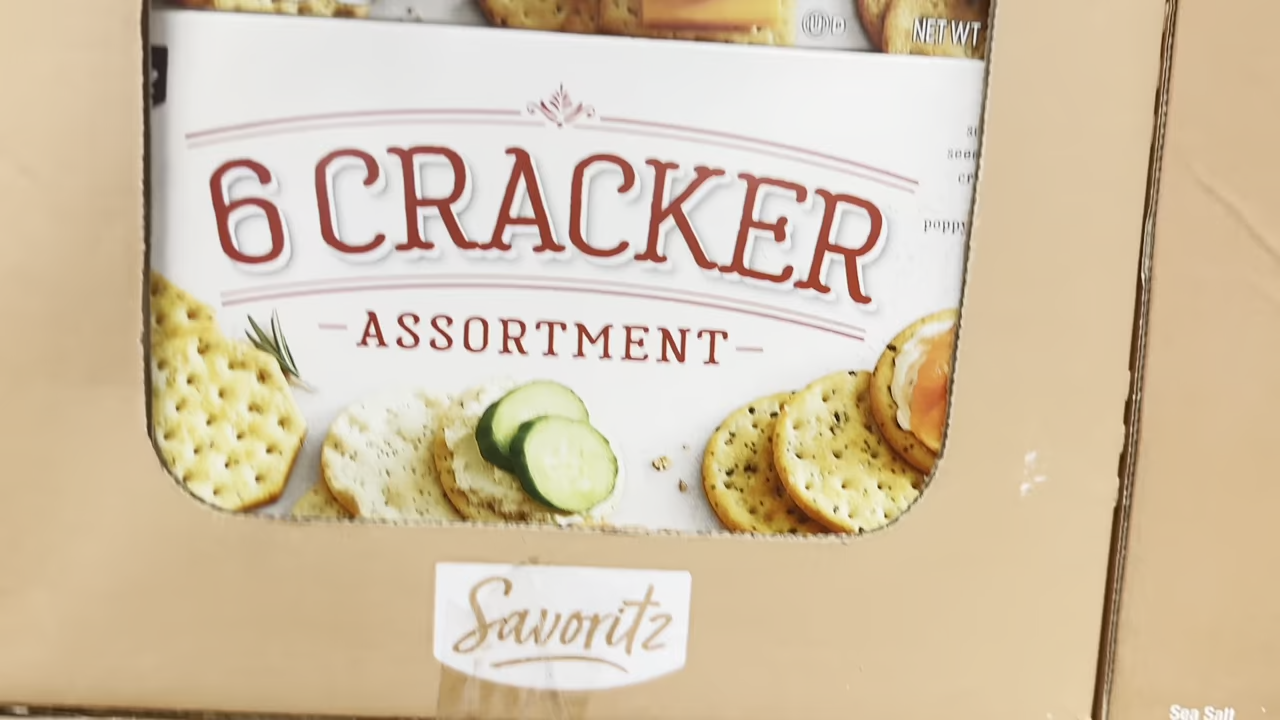 NET WT
6 CRACKER
poppy
ASSORTMENT
Savoritz
Sea Salt